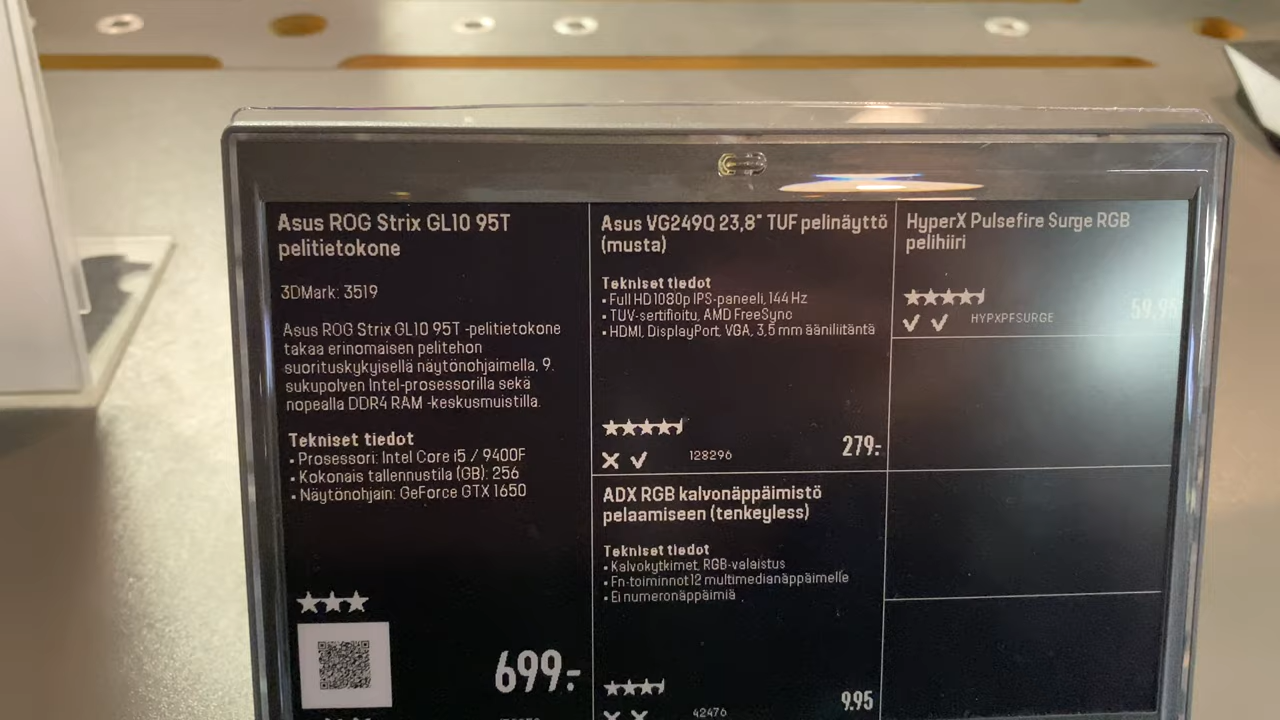 Asus ROG Strix GL10 95T
pelitietokone
3DMark: 3519
Asus ROG Strix GL10 95T -pelitietokone
takaa erinomaisen pelitehon
suorituskykyisellä näytönohjaimella, 9.
sukupolven Intel-prosessorilla sekä
nopealla DDR4 RAM -keskusmuistilla.
Tekniset tiedot
• Prosessori: Intel Core i5 / 9400F
• Kokonais tallennustila (GB): 256
• Näytönohjain: GeForce GTX 1650
699:-
Asus VG249Q 23,8" TUF pelinäyttö
(musta)
Tekniset tiedot
• Full HD 1080p IPS-paneeli, 144 Hz
• TUV-sertifioitu, AMD FreeSync
• HDMI, DisplayPort, VGA, 3,5 mm ääniliitäntä
128296
279:-
ADX RGB kalvonäppäimistö
pelaamiseen (tenkeyless)
Tekniset tiedot
• Kalvokytkimet, RGB-valaistus
• Fn-toiminnot 12 multimedianäppäimelle
• Ei numeronäppäimiä
42476
9.95
HyperX Pulsefire Surge RGB
pelihiiri
HYPXPFSURGE
59,95